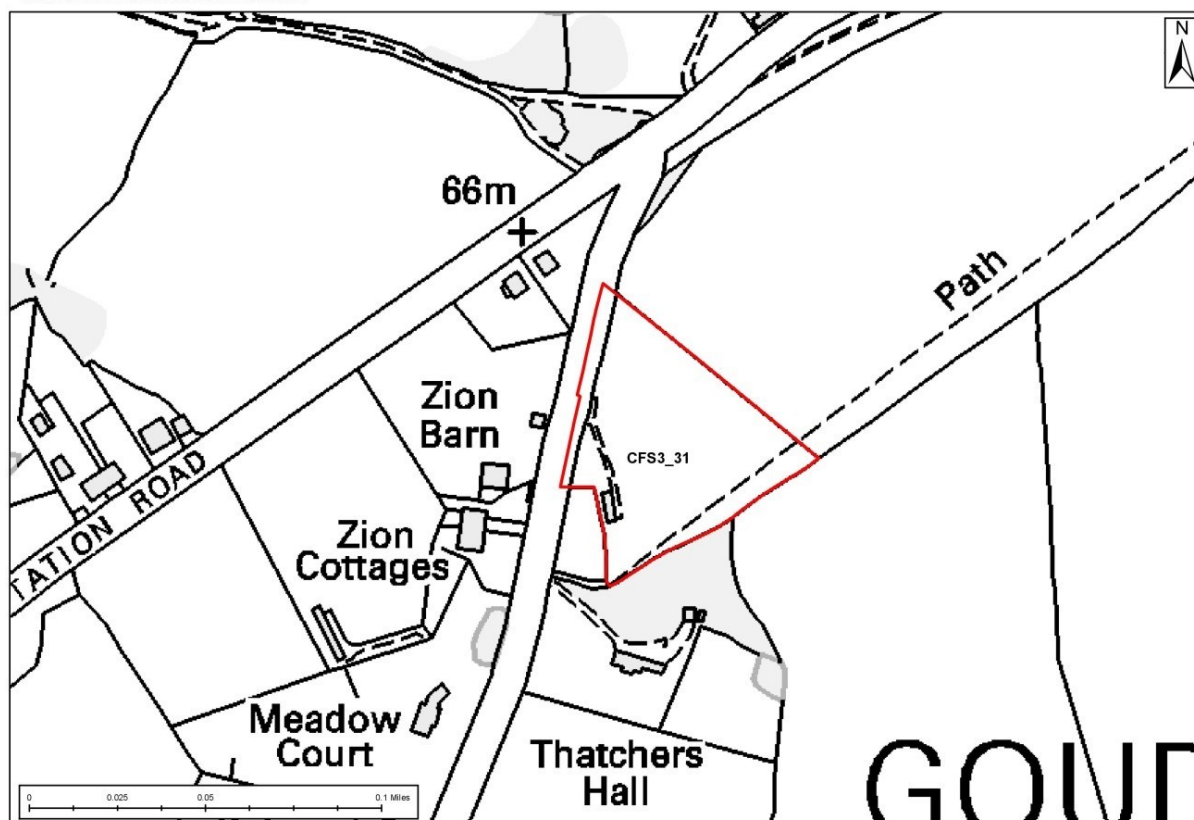 N
66m
Path
Zion
Barn
CFS3_31
TATION ROAD
Zion
Cottages
Meadow
Court
Thatchers
Hall
GOUD
0 0.025 0.05 0.1 Miles